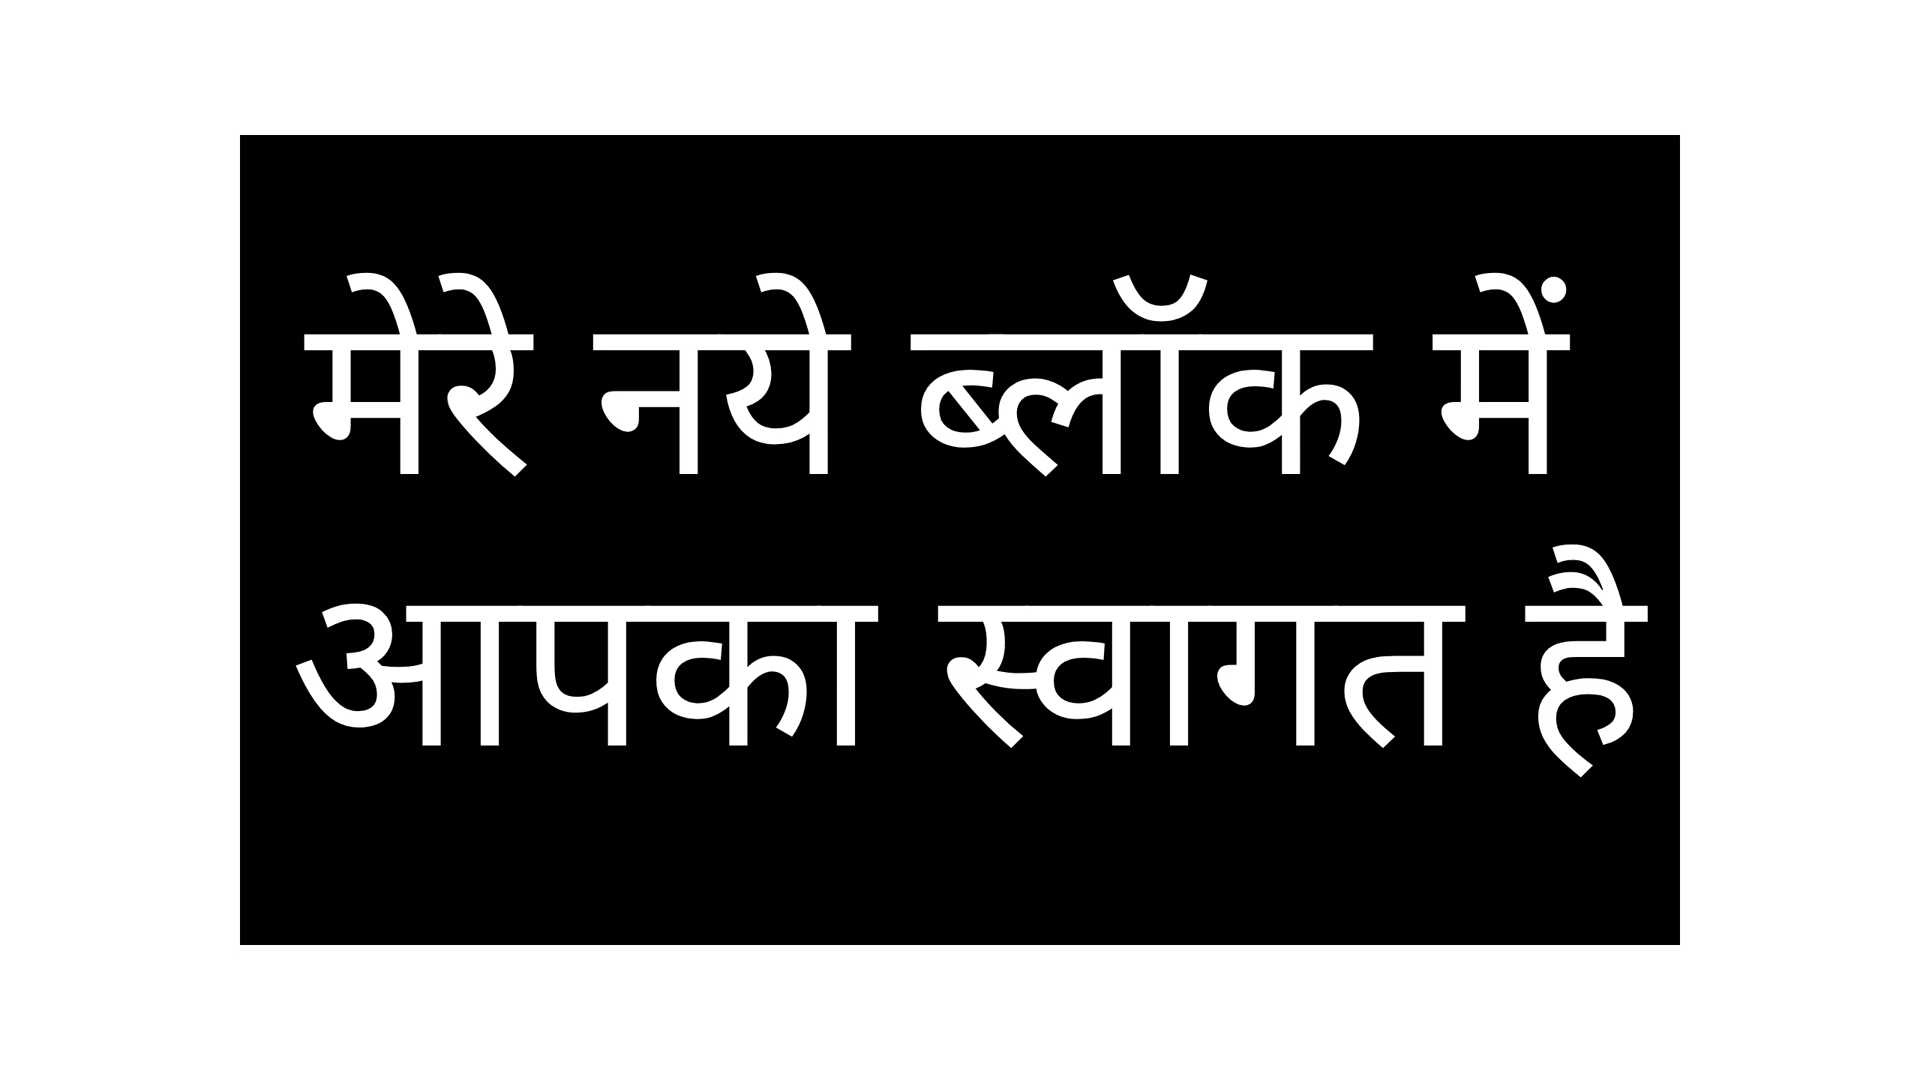 मेरे नये ब्लॉक में
आपका स्वागत है